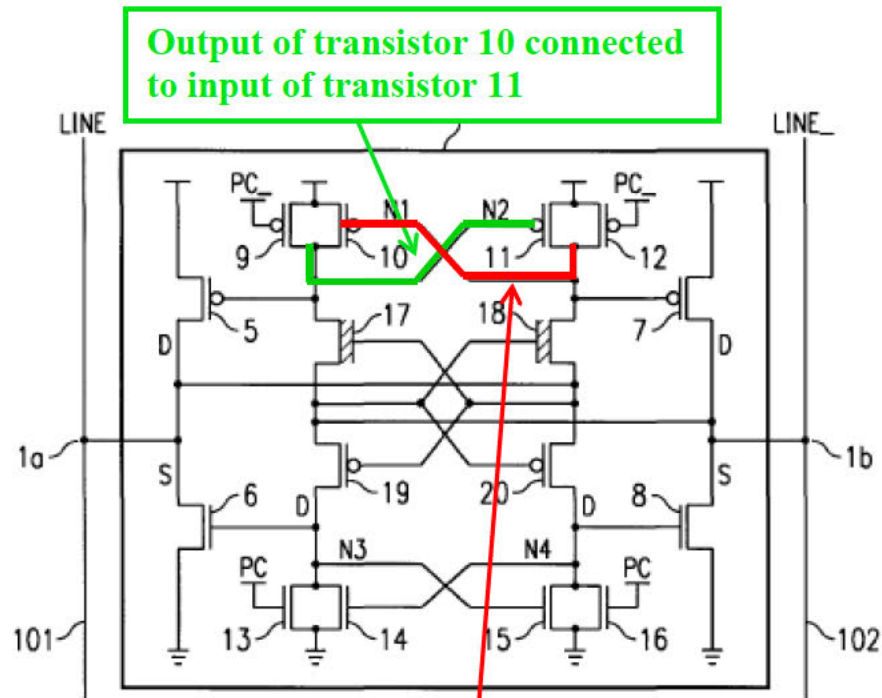 Output of transistor 10 connected
to input of transistor 11
LINE
LINE_
PC_
N1
N2
PC_
9
10
11
12
17
18
5
7
D
D
1a
1b
S
S
6
19
20
8
D
D
N3
N4
PC
PC
13
14
15
16
101
102